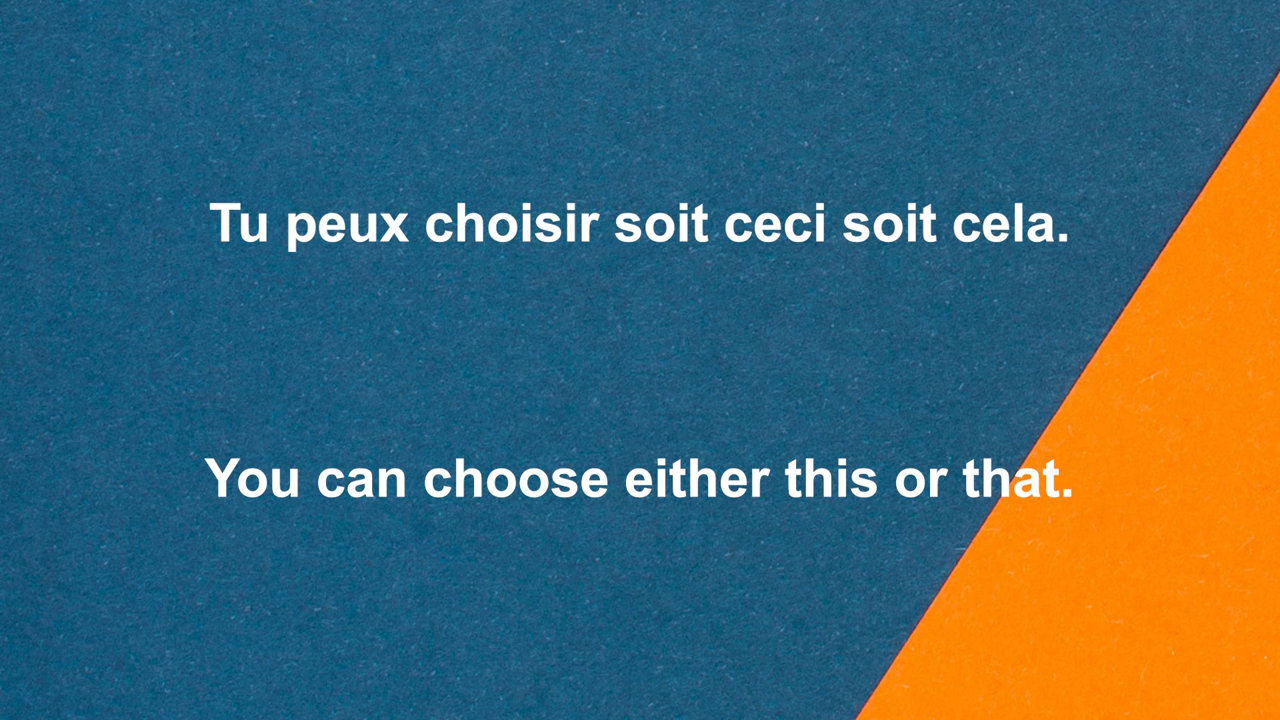 Tu peux choisir soit ceci soit cela.
You can choose either this or that.